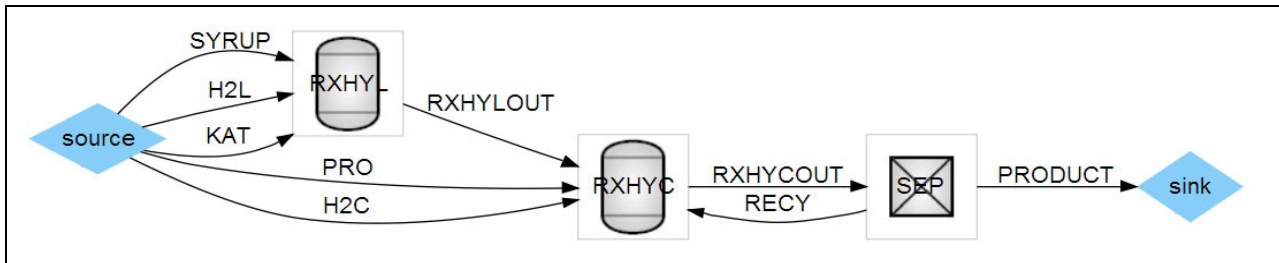 SYRUP
H2L
KAT
PRO
H2C
source
RXHYL
RXHYLOUT
RXHYC
RXHYCOUT
RECY
SEP
PRODUCT
sink